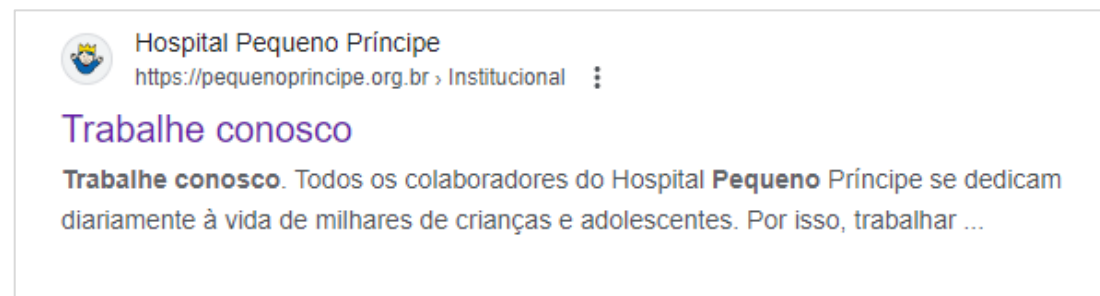 Hospital Pequeno Príncipe
https://pequenoprincipe.org.br › Institucional
Trabalhe conosco
Trabalhe conosco. Todos os colaboradores do Hospital Pequeno Príncipe se dedicam
diariamente à vida de milhares de crianças e adolescentes. Por isso, trabalhar ...